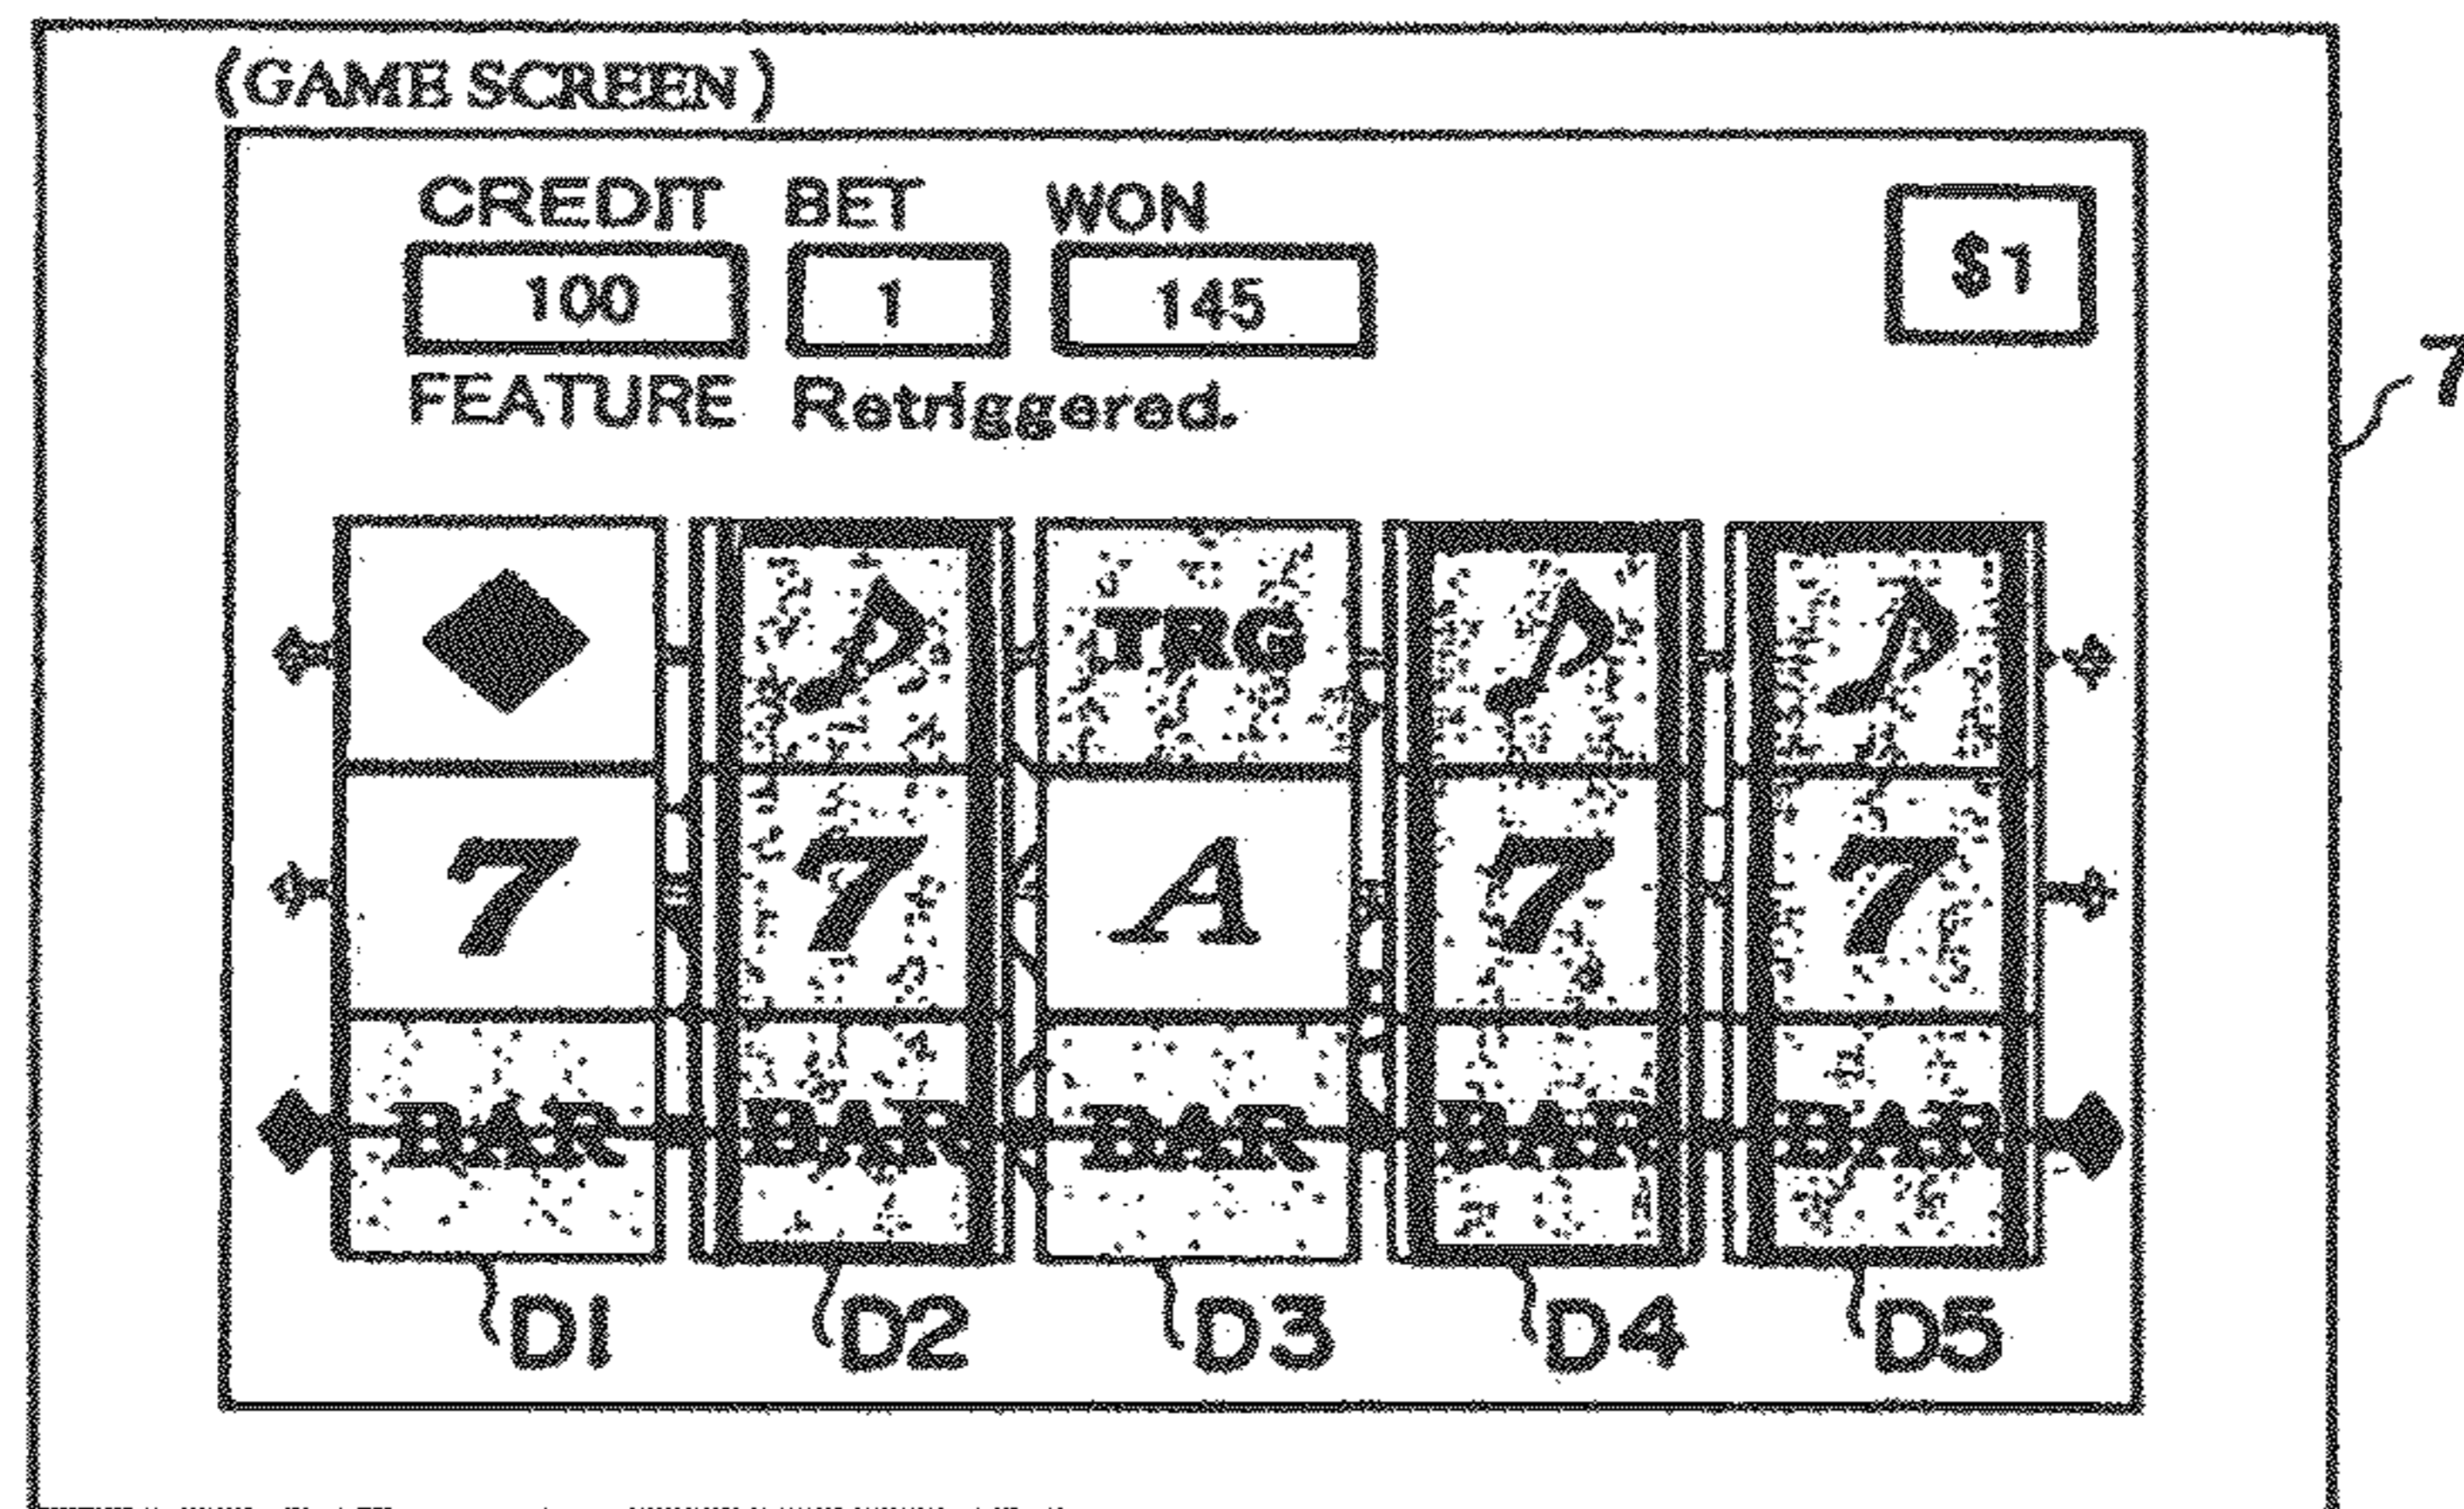 (GAME SCREEN)
CREDIT BET WON
100 1 145 $1
FEATURE Retriggered.
7
TRG
7 7 A 7 7
BAR BAR BAR BAR BAR
D1 D2 D3 D4 D5